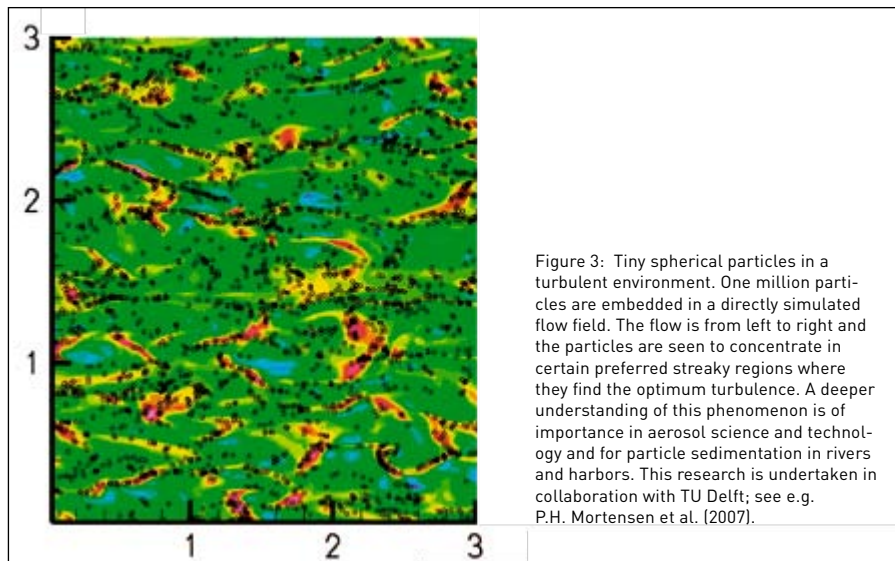 3
2
1
1 2 3
Figure 3: Tiny spherical particles in a
turbulent environment. One million parti-
cles are embedded in a directly simulated
flow field. The flow is from left to right and
the particles are seen to concentrate in
certain preferred streaky regions where
they find the optimum turbulence. A deeper
understanding of this phenomenon is of
importance in aerosol science and technol-
ogy and for particle sedimentation in rivers
and harbors. This research is undertaken in
collaboration with TU Delft; see e.g.
P.H. Mortensen et al. (2007).